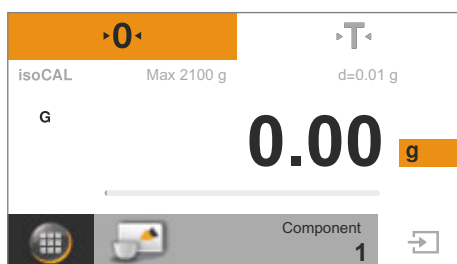 ▸0◂ ▸T◂
isoCAL Max 2100 g d=0.01 g
G
0.00 g
Component
1